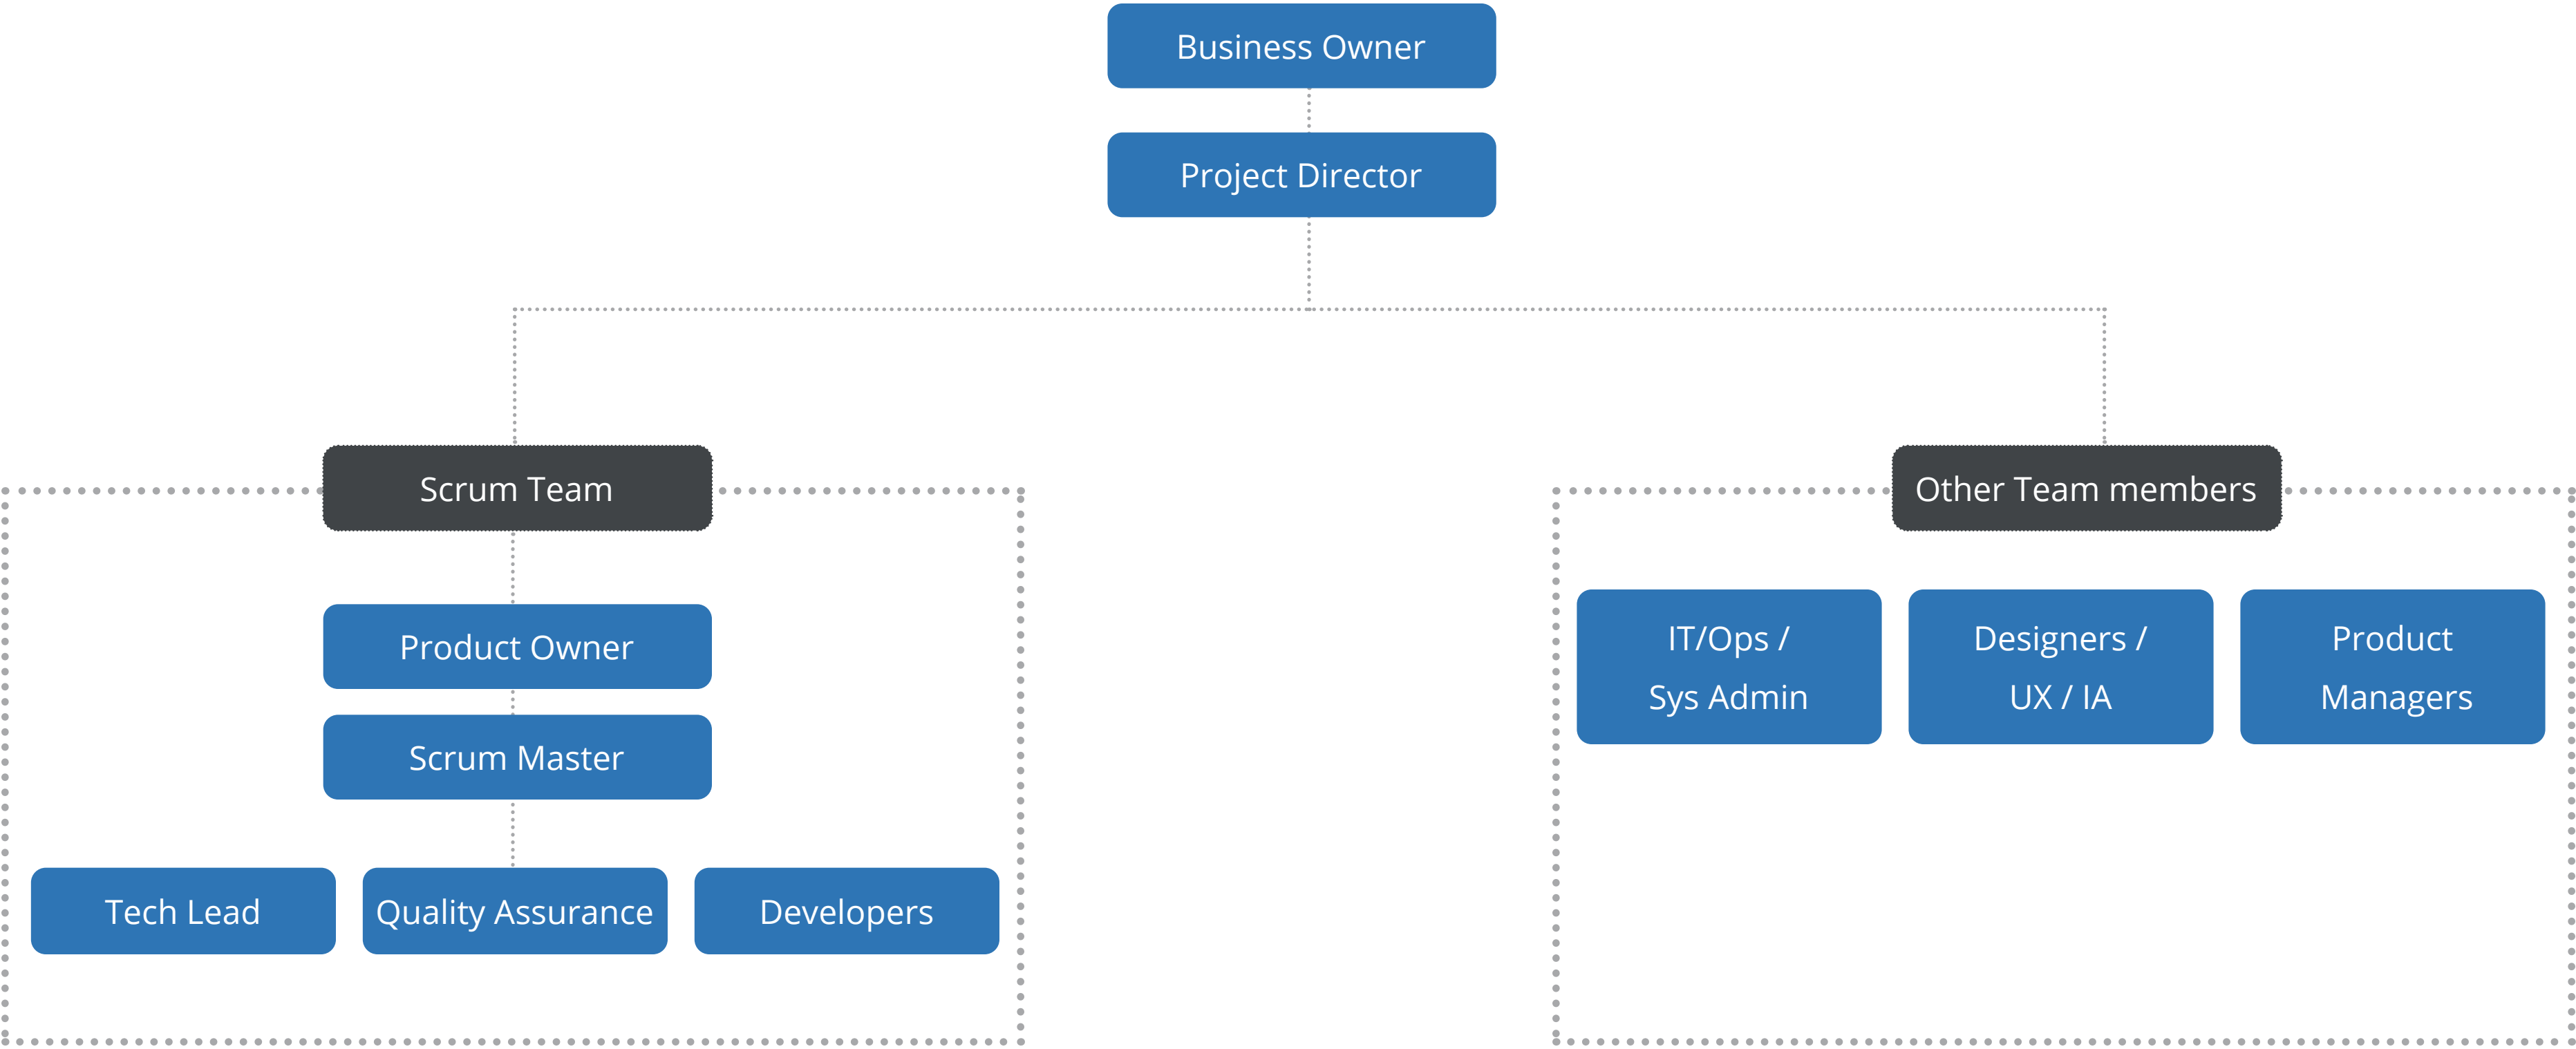 Business Owner
Project Director
Scrum Team
Product Owner
Scrum Master
Tech Lead
Quality Assurance
Developers
Other Team members
IT/Ops /
Sys Admin
Designers /
UX / IA
Product
Managers